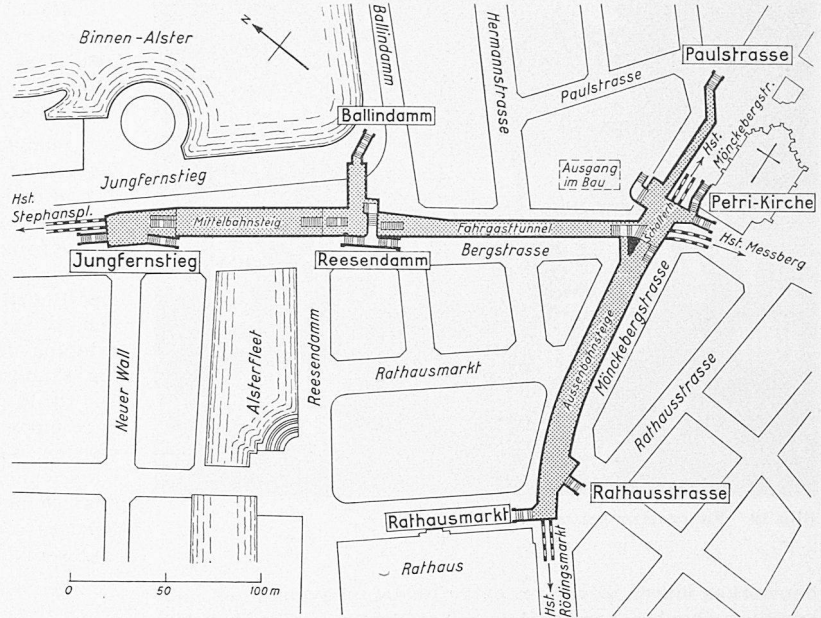 Binnen-Alster
N
Ballindamm
Hermannstrasse
Paulstrasse
Paulstrasse
Ballindamm
Hst.
Mönckebergstr.
Ausgang
im Bau
Jungfernstieg
Hst.
Stephanspl.
Petri-Kirche
Mittelbahnsteig
Fahrgasttunnel
Schalterh.
Bergstrasse
Hst. Messberg
Jungfernstieg
Reesendamm
Neuer Wall
Alsterfleet
Reesendamm
Rathausmarkt
Aussenbahnsteige
Mönckebergstrasse
Rathausstrasse
Rathausstrasse
Rathausmarkt
Rathaus
Hst.
Rödingsmarkt
0 50 100 m